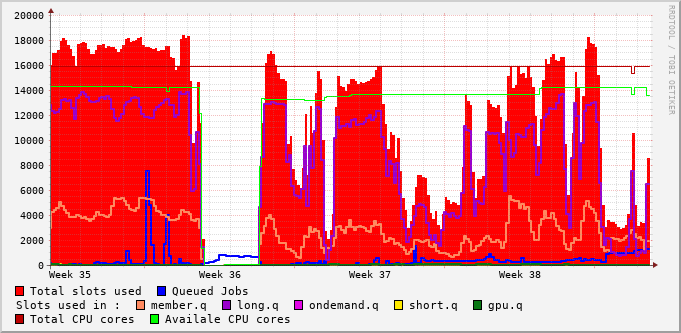 20000
18000
16000
14000
12000
10000
8000
6000
4000
2000
0
Week 35 Week 36 Week 37 Week 38
Total slots used Queued Jobs
Slots used in : member.q long.q ondemand.q short.q gpu.q
Total CPU cores Availale CPU cores
RRDTOOL / TOBI OETIKER